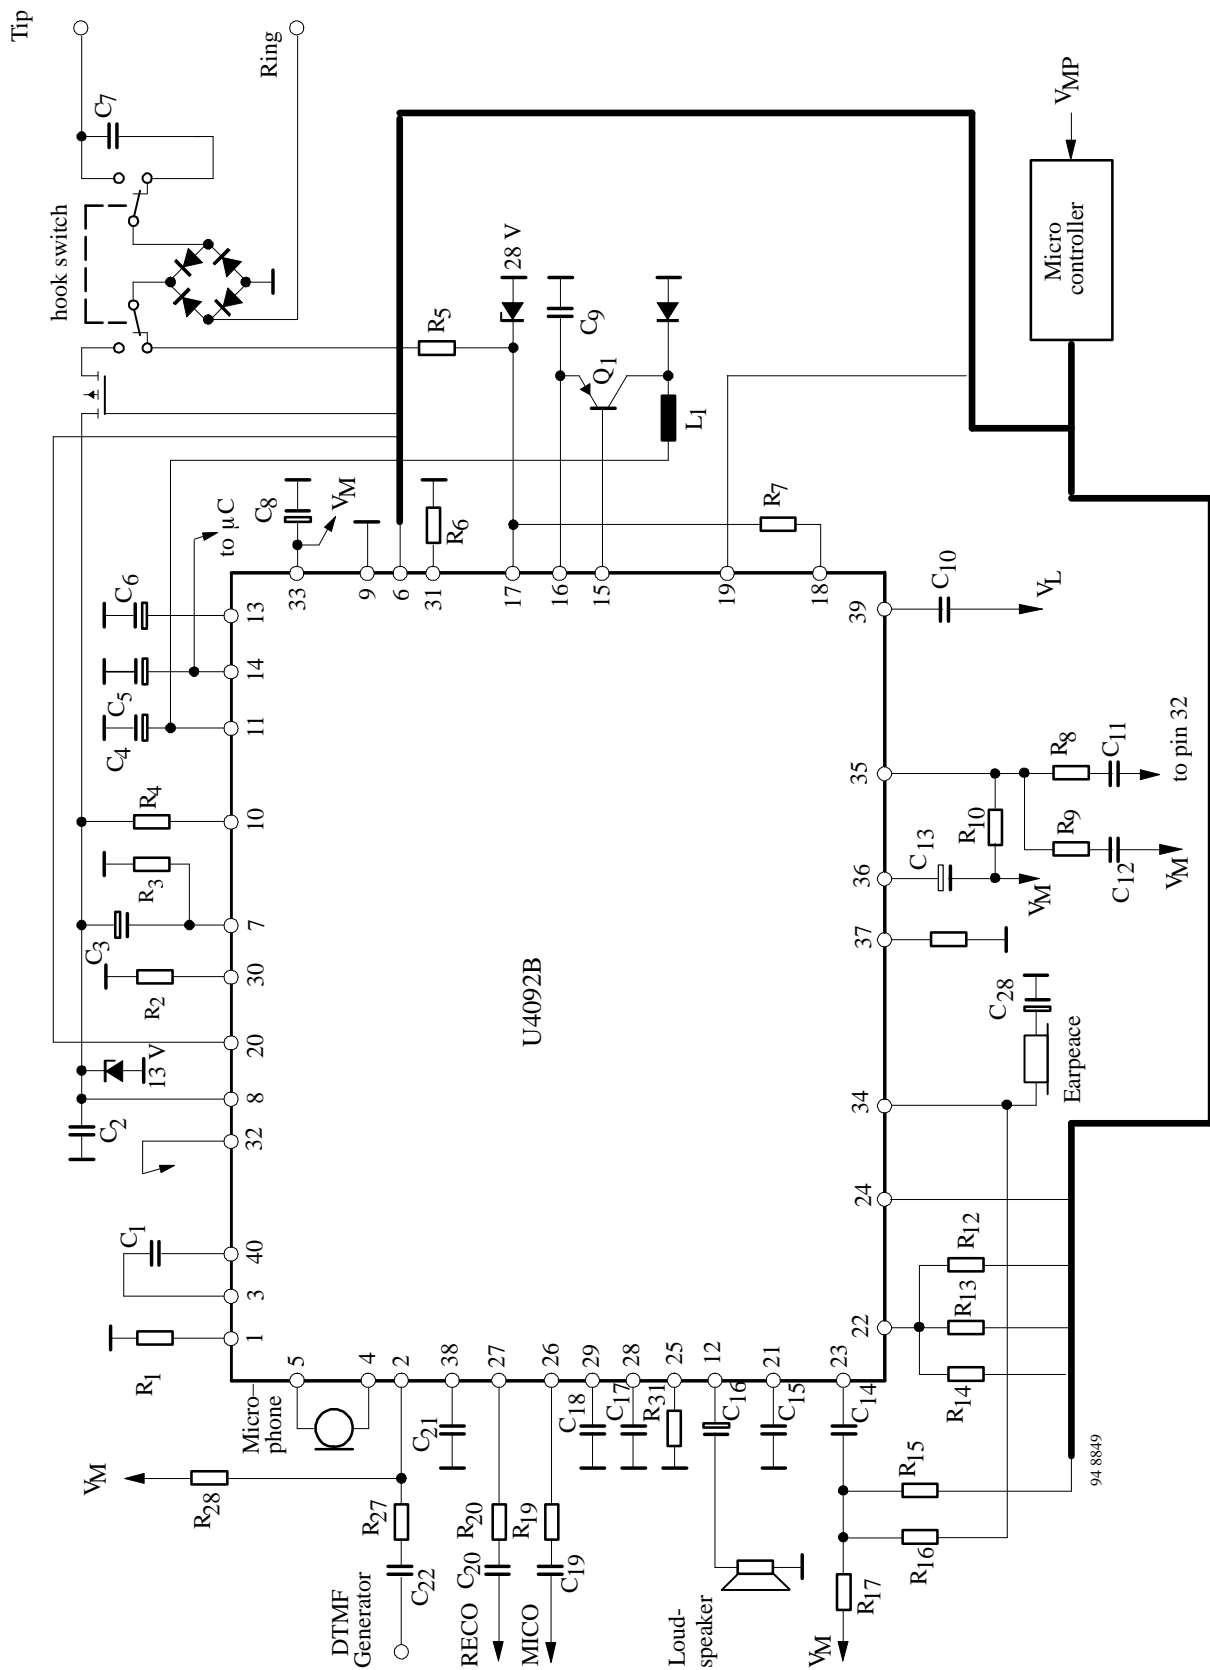 Tip
Ring
C7
hook switch
VMP
Micro
controller
28 V
R5
C9
Q1
L1
C6
to µC
C8
VM
R6
R7
C5
C4
R4
R3
C3
R2
13 V
C2
C1
R1
13
14
11
10
7
30
20
8
32
40
3
1
33
9
6
31
17
16
15
19
18
39
35
36
37
34
24
22
U4092B
C10
VL
R8
C11
to pin 32
R9
C12
VM
R10
C13
VM
C28
Earpeace
R12
R13
R14
5
4
2
38
27
26
29
28
25
12
21
23
Micro–
phone
VM
R28
R27
C22
DTMF
Generator
C21
R20
C20
RECO
R19
C19
MICO
C18
C17
R31
C16
C15
C14
Loud-
speaker
R15
R16
R17
VM
94 8849